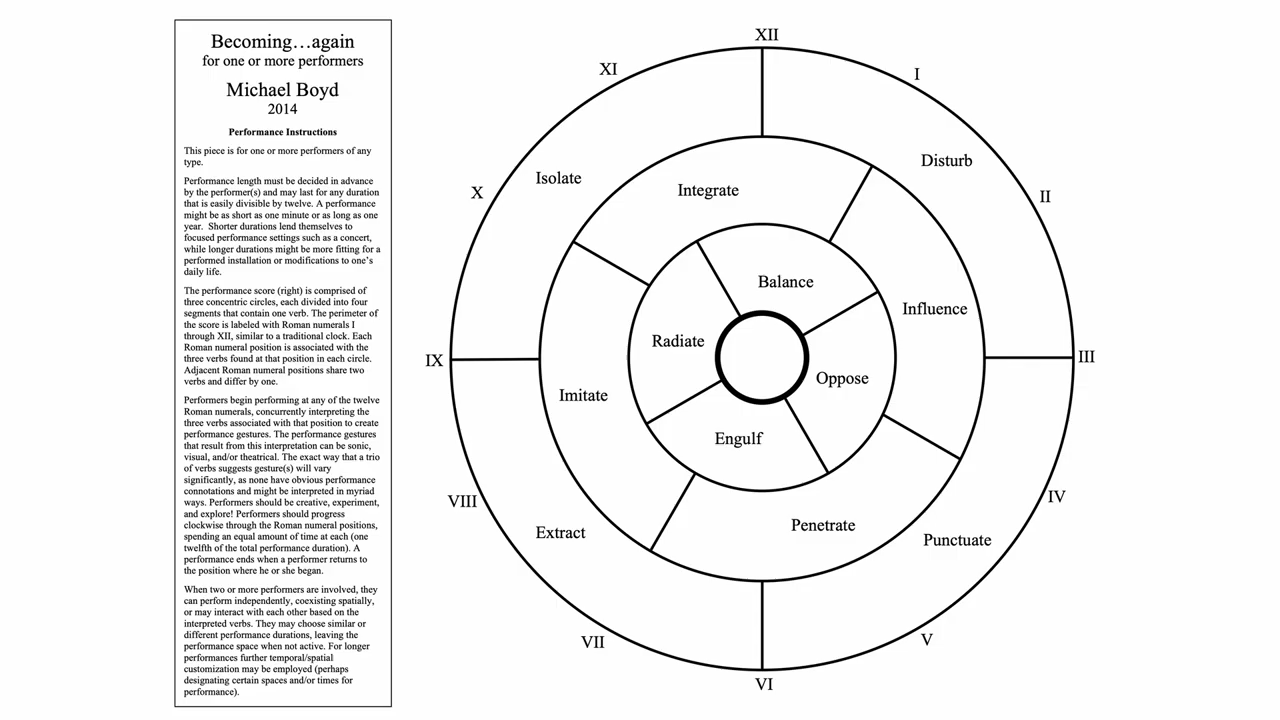 Becoming…again
for one or more performers
Michael Boyd
2014
Performance Instructions
This piece is for one or more performers of any
type.
Performance length must be decided in advance
by the performer(s) and may last for any duration
that is easily divisible by twelve. A performance
might be as short as one minute or as long as one
year.  Shorter durations lend themselves to
focused performance settings such as a concert,
while longer durations might be more fitting for a
performed installation or modifications to one's
daily life.
The performance score (right) is comprised of
three concentric circles, each divided into four
segments that contain one verb. The perimeter of
the score is labeled with Roman numerals I
through XII, similar to a traditional clock. Each
Roman numeral position is associated with the
three verbs found at that position in each circle.
Adjacent Roman numeral positions share two
verbs and differ by one.
Performers begin performing at any of the twelve
Roman numerals, concurrently interpreting the
three verbs associated with that position to create
performance gestures. The performance gestures
that result from this interpretation can be sonic,
visual, and/or theatrical. The exact way that a trio
of verbs suggests gesture(s) will vary
significantly, as none have obvious performance
connotations and might be interpreted in myriad
ways. Performers should be creative, experiment,
and explore! Performers should progress
clockwise through the Roman numeral positions,
spending an equal amount of time at each (one
twelfth of the total performance duration). A
performance ends when a performer returns to
the position where he or she began.
When two or more performers are involved, they
can perform independently, coexisting spatially,
or may interact with each other based on the
interpreted verbs. They may choose similar or
different performance durations, leaving the
performance space when not active. For longer
performances further temporal/spatial
customization may be employed (perhaps
designating certain spaces and/or times for
performance).
XII
I
II
III
IV
V
VI
VII
VIII
IX
X
XI
Disturb
Punctuate
Extract
Isolate
Integrate
Influence
Penetrate
Imitate
Balance
Oppose
Engulf
Radiate